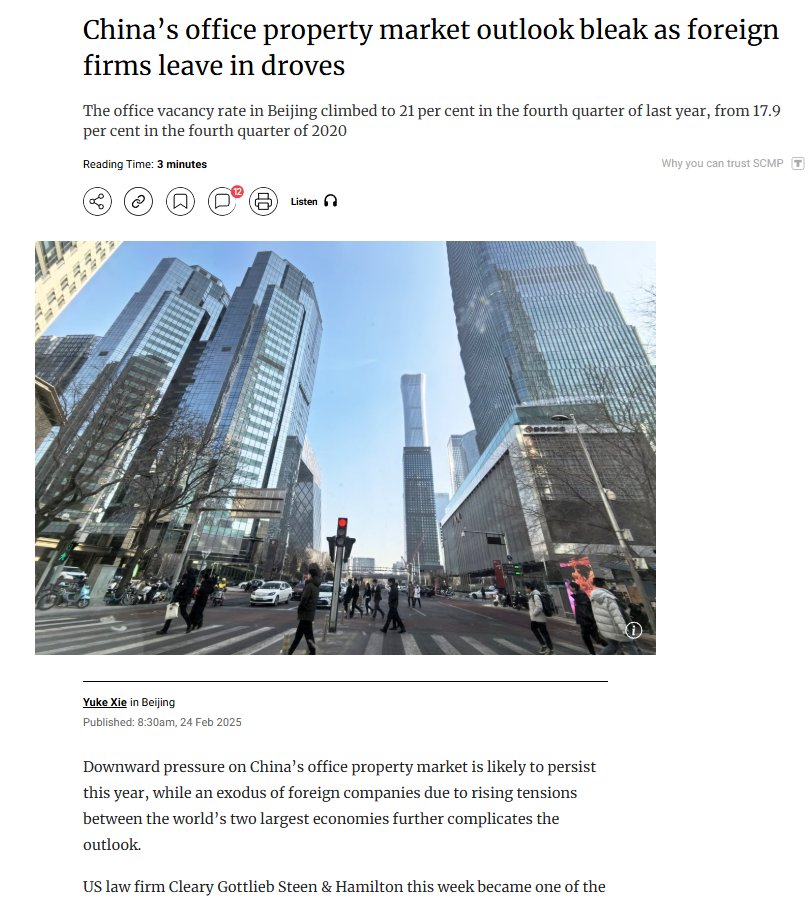 China’s office property market outlook bleak as foreign
firms leave in droves
The office vacancy rate in Beijing climbed to 21 per cent in the fourth quarter of last year, from 17.9
per cent in the fourth quarter of 2020
Reading Time: 3 minutes
Why you can trust SCMP T
12
Listen
i
Yuke Xie in Beijing
Published: 8:30am, 24 Feb 2025
Downward pressure on China’s office property market is likely to persist
this year, while an exodus of foreign companies due to rising tensions
between the world’s two largest economies further complicates the
outlook.
US law firm Cleary Gottlieb Steen & Hamilton this week became one of the